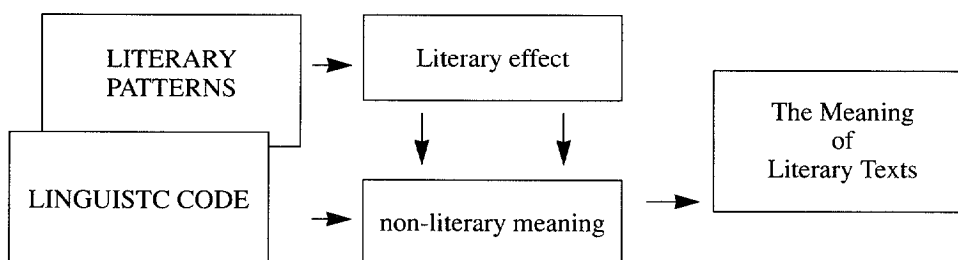 LITERARY
PATTERNS
Literary effect
The Meaning
of
Literary Texts
LINGUISTC CODE
non-literary meaning